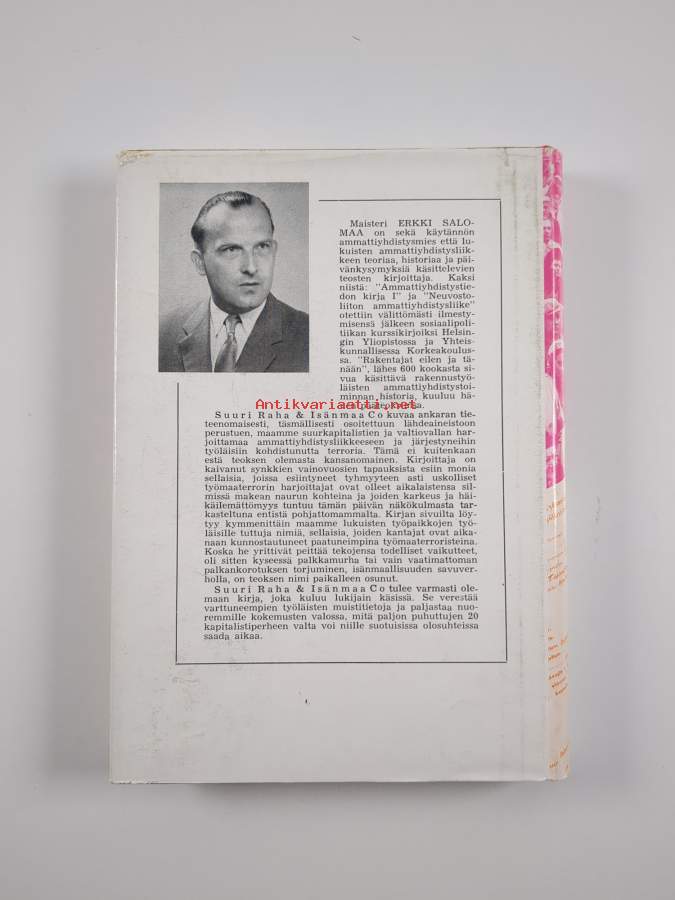 Maisteri ERKKI SALO-
MAA on sekä käytännön
ammattiyhdistysmies että lu-
kuisten ammattiyhdistysliik-
keen teoriaa, historiaa ja päi-
vänkysymyksiä käsittelevien
teosten kirjoittaja. Kaksi
niistä: "Ammattiyhdistystie-
don kirja I" ja "Neuvosto-
liiton ammattiyhdistysliike"
otettiin välittömästi ilmesty-
misensä jälkeen sosiaalipoli-
tiikan kurssikirjoiksi Helsin-
gin Yliopistossa ja Yhteis-
kunnallisessa Korkeakoulus-
sa. "Rakentajat eilen ja tä-
nään", lähes 600 kookasta si-
vua käsittävä rakennustyö-
läisten ammattiyhdistystoi-
minnan historia, kuuluu hä-
Antikvariaatti.net
Suuri Raha & Isänmaa Co kuvaa ankaran tie-
teenomaisesti, täsmällisesti osoitettuun lähdeaineistoon
perustuen, maamme suurkapitalistien ja valtiovallan har-
joittamaa ammattiyhdistysliikkeeseen ja järjestyneihin
työläisiin kohdistunutta terroria. Tämä ei kuitenkaan
estä teoksen olemasta kansanomainen. Kirjoittaja on
kaivanut synkkien vainovuosien tapauksista esiin monia
sellaisia, joissa esiintyneet tyhmyyteen asti uskolliset
työmaaterrorin harjoittajat ovat olleet aikalaistensa sil-
missä makean naurun kohteina ja joiden karkeus ja häi-
käilemättömyys tuntuu tämän päivän näkökulmasta tar-
kasteltuna entistä pohjattomammalta. Kirjan sivuilta löy-
tyy kymmenittäin maamme lukuisten työpaikkojen työ-
läisille tuttuja nimiä, sellaisia, joiden kantajat ovat aika-
naan kunnostautuneet paatuneimpina työmaaterroristeina.
Koska he yrittivät peittää tekojensa todelliset vaikutteet,
oli sitten kyseessä palkkamurha tai vain vaatimattoman
palkankorotuksen torjuminen, isänmaallisuuden savuver-
holla, on teoksen nimi paikalleen osunut.
Suuri Raha & Isänmaa Co tulee varmasti ole-
maan kirja, joka kuluu lukijain käsissä. Se verestää
varttuneempien työläisten muistitietoja ja paljastaa nuo-
remmille kokemusten valossa, mitä paljon puhuttujen 20
kapitalistiperheen valta voi niille suotuisissa olosuhteissa
saada aikaa.